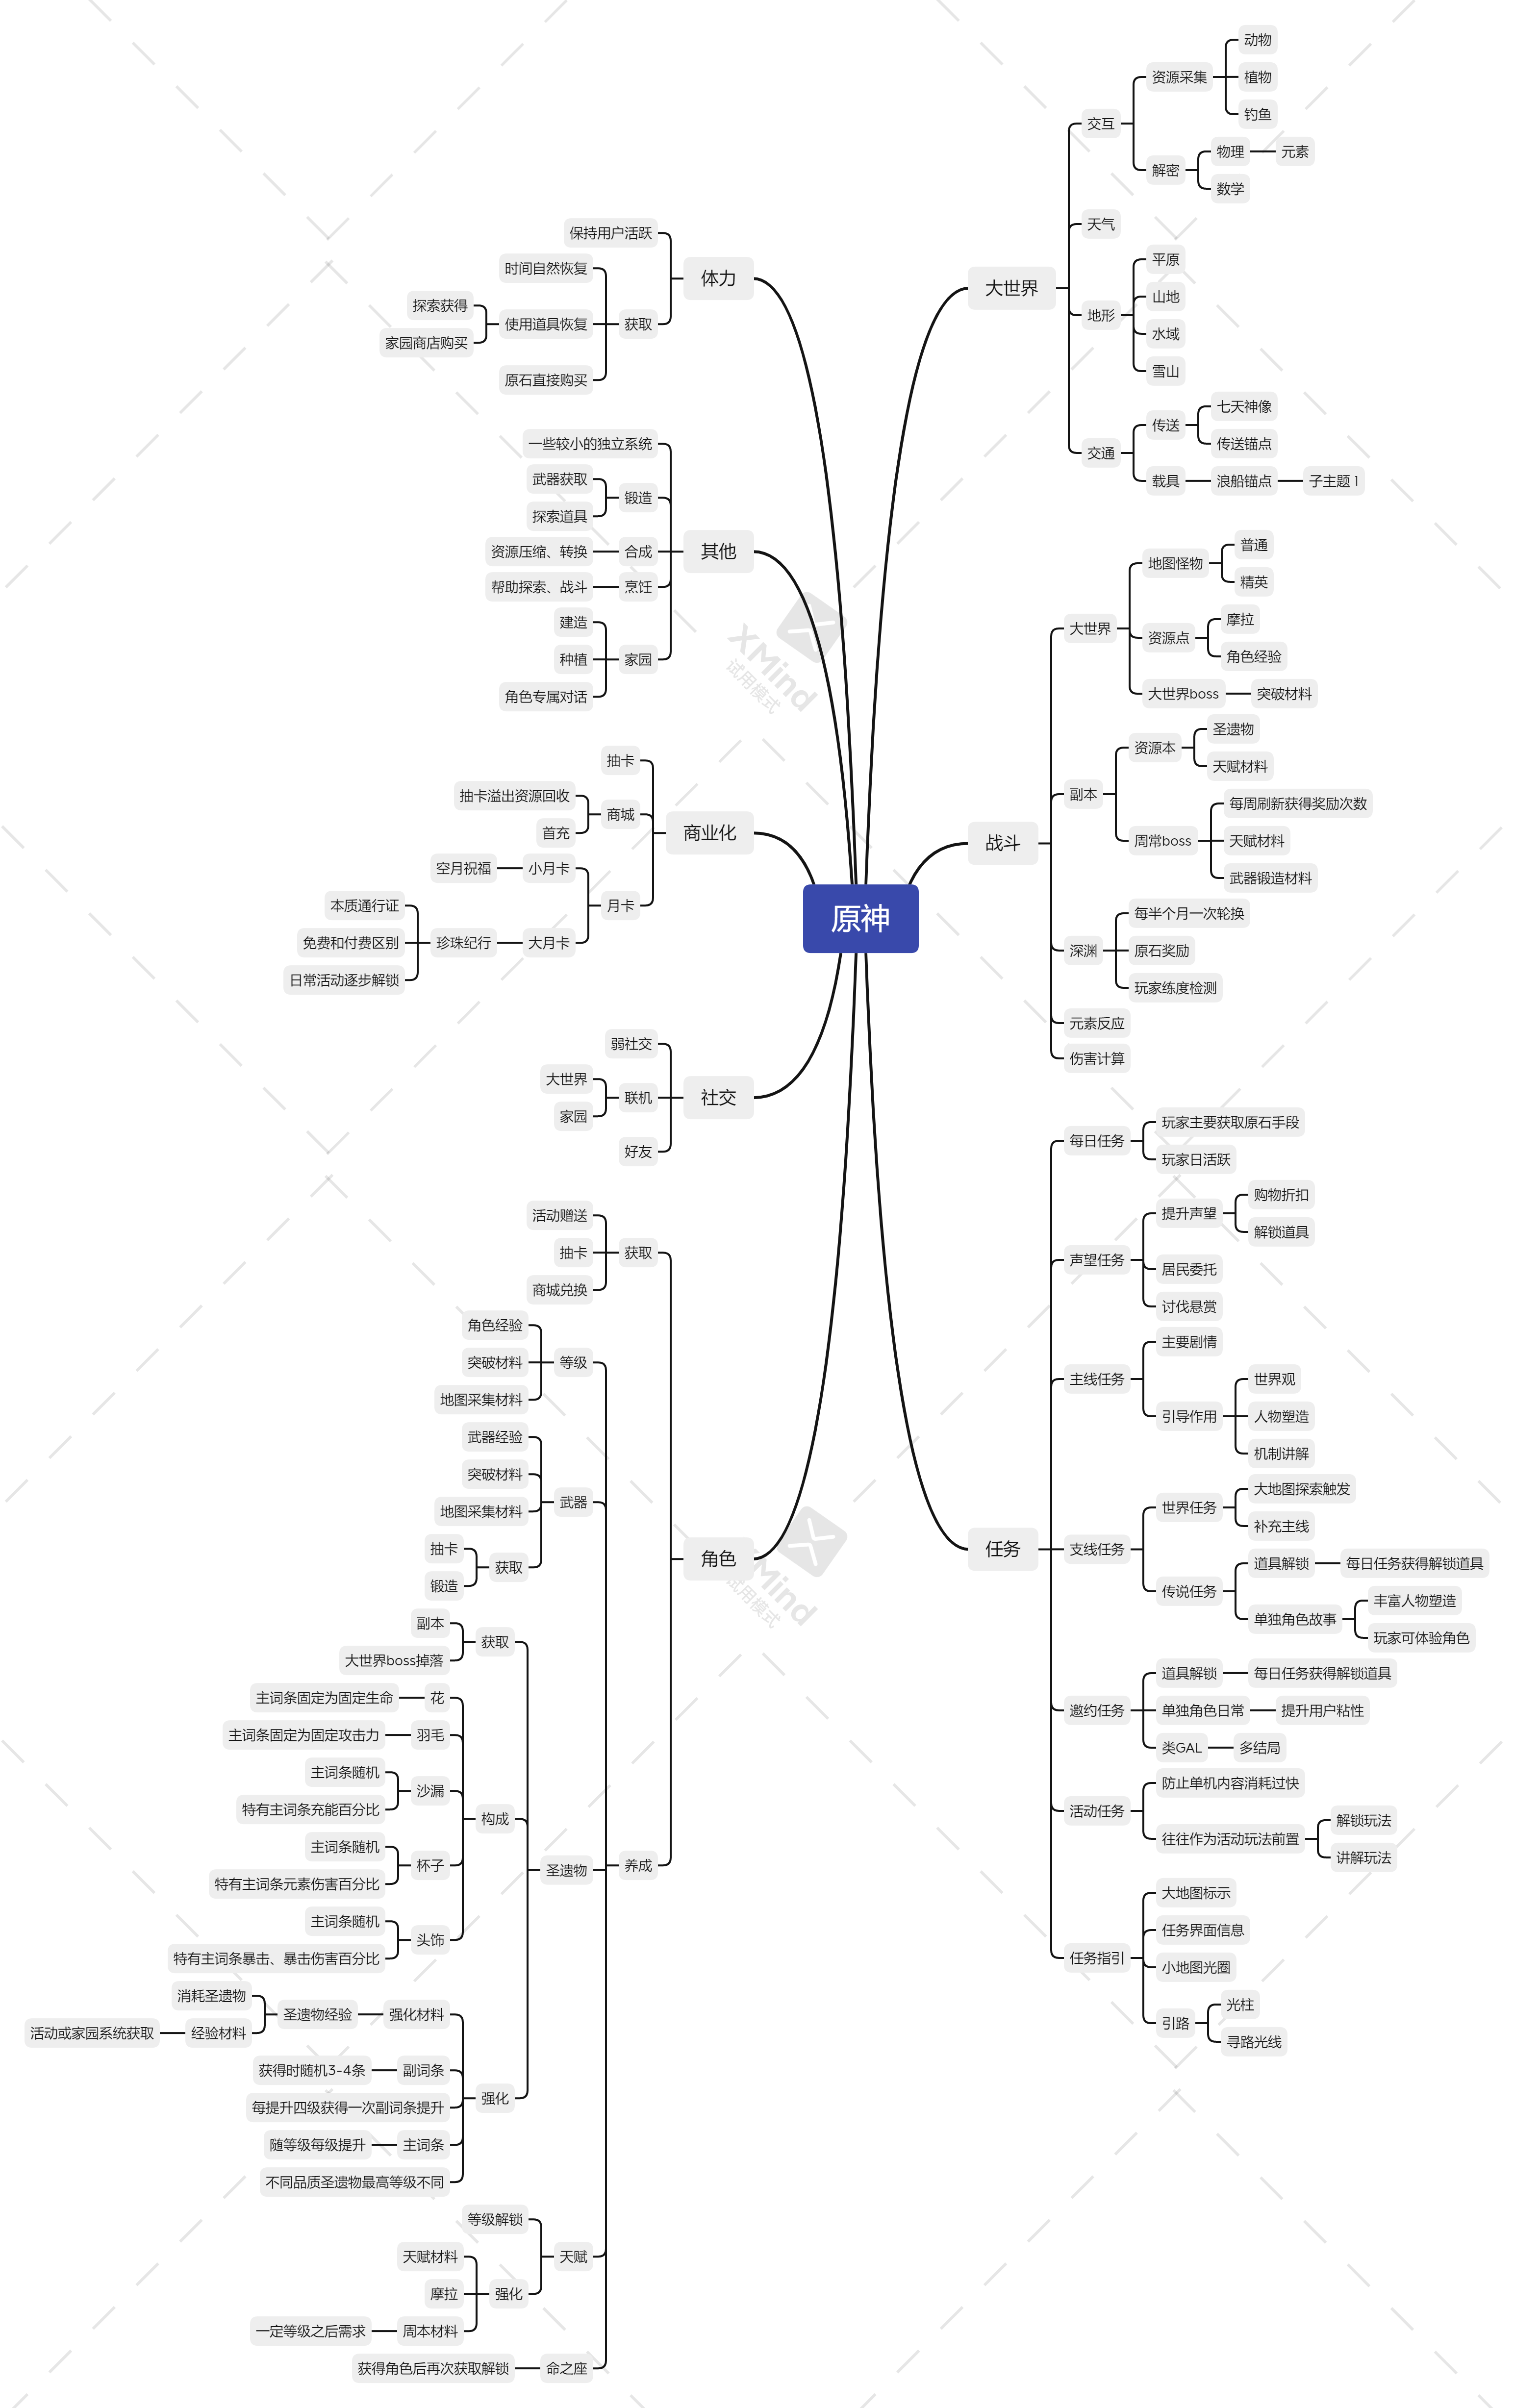 原神
大世界
交互
资源采集
动物
植物
钓鱼
解密
物理
元素
数学
天气
地形
平原
山地
水域
雪山
交通
传送
七天神像
传送锚点
载具
浪船锚点
子主题 1
战斗
大世界
地图怪物
普通
精英
资源点
摩拉
角色经验
大世界boss
突破材料
副本
资源本
圣遗物
天赋材料
周常boss
每周刷新获得奖励次数
天赋材料
武器锻造材料
深渊
每半个月一次轮换
原石奖励
玩家练度检测
元素反应
伤害计算
任务
每日任务
玩家主要获取原石手段
玩家日活跃
声望任务
提升声望
购物折扣
解锁道具
居民委托
讨伐悬赏
主线任务
主要剧情
引导作用
世界观
人物塑造
机制讲解
支线任务
世界任务
大地图探索触发
补充主线
传说任务
道具解锁
每日任务获得解锁道具
单独角色故事
丰富人物塑造
玩家可体验角色
邀约任务
道具解锁
每日任务获得解锁道具
单独角色日常
提升用户粘性
类GAL
多结局
活动任务
防止单机内容消耗过快
往往作为活动玩法前置
解锁玩法
讲解玩法
任务指引
大地图标示
任务界面信息
小地图光圈
引路
光柱
寻路光线
体力
保持用户活跃
获取
时间自然恢复
使用道具恢复
探索获得
家园商店购买
原石直接购买
其他
一些较小的独立系统
锻造
武器获取
探索道具
合成
资源压缩、转换
烹饪
帮助探索、战斗
家园
建造
种植
角色专属对话
商业化
抽卡
商城
抽卡溢出资源回收
首充
月卡
小月卡
空月祝福
大月卡
珍珠纪行
本质通行证
免费和付费区别
日常活动逐步解锁
社交
弱社交
联机
大世界
家园
好友
角色
获取
活动赠送
抽卡
商城兑换
养成
等级
角色经验
突破材料
地图采集材料
武器
武器经验
突破材料
地图采集材料
获取
抽卡
锻造
圣遗物
获取
副本
大世界boss掉落
构成
花
主词条固定为固定生命
羽毛
主词条固定为固定攻击力
沙漏
主词条随机
特有主词条充能百分比
杯子
主词条随机
特有主词条元素伤害百分比
头饰
主词条随机
特有主词条暴击、暴击伤害百分比
强化
强化材料
圣遗物经验
消耗圣遗物
经验材料
活动或家园系统获取
副词条
获得时随机3-4条
每提升四级获得一次副词条提升
主词条
随等级每级提升
不同品质圣遗物最高等级不同
天赋
等级解锁
强化
天赋材料
摩拉
周本材料
一定等级之后需求
命之座
获得角色后再次获取解锁
XMind
试用模式
Mind
试用模式